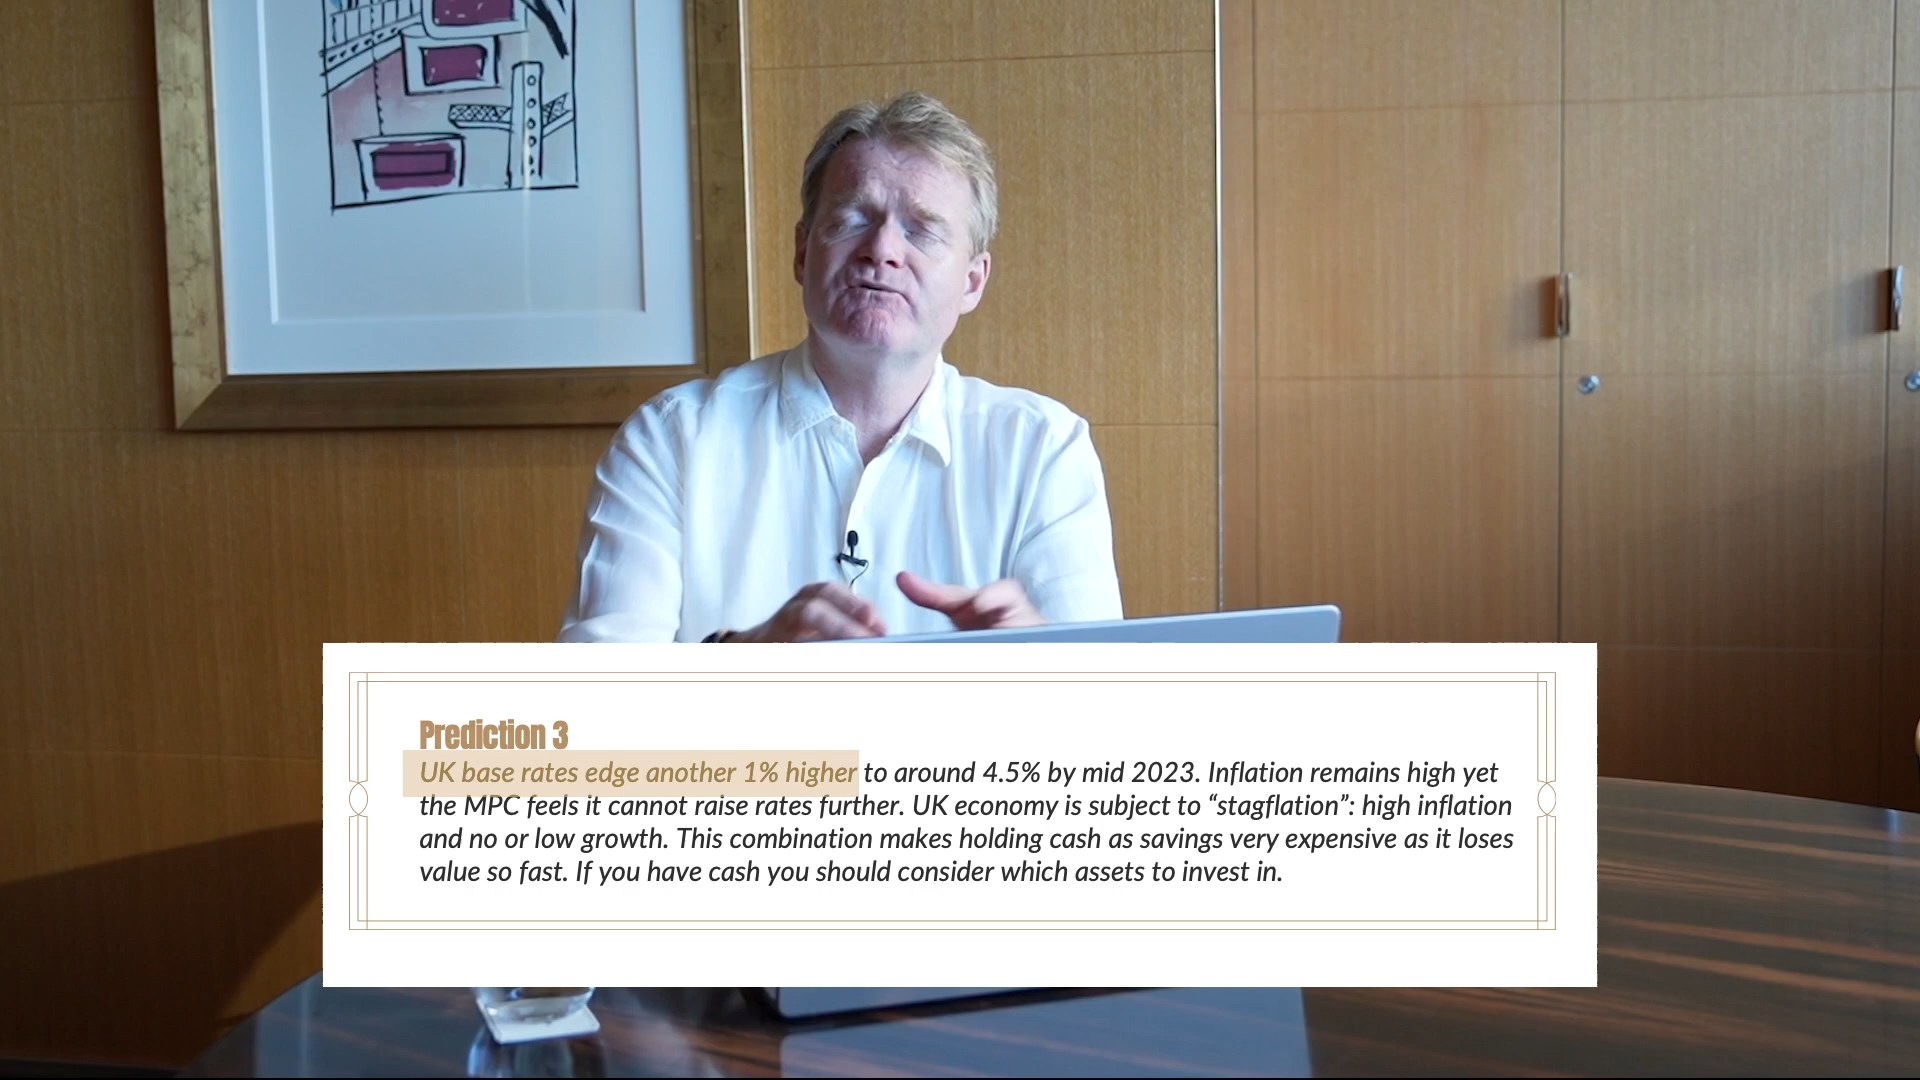 Prediction 3
UK base rates edge another 1% higher to around 4.5% by mid 2023. Inflation remains high yet
the MPC feels it cannot raise rates further. UK economy is subject to “stagflation”: high inflation
and no or low growth. This combination makes holding cash as savings very expensive as it loses
value so fast. If you have cash you should consider which assets to invest in.